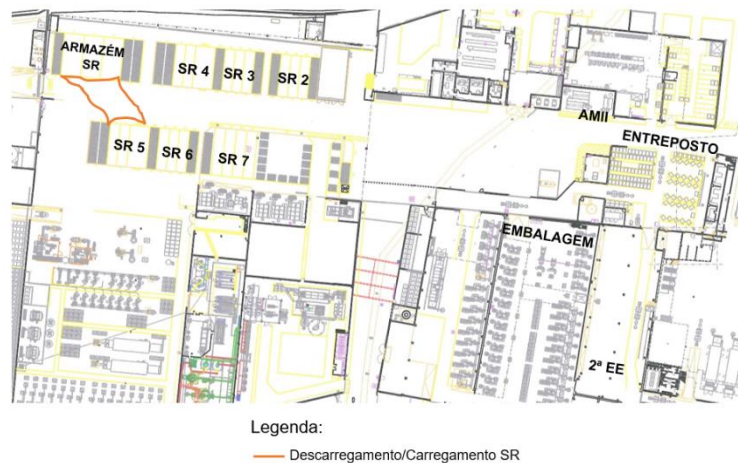 ARMAZÉM
SR
SR 4
SR 3
SR 2
AMII
ENTREPOSTO
SR 5
SR 6
SR 7
EMBALAGEM
2ª EE
Legenda:
Descarregamento/Carregamento SR